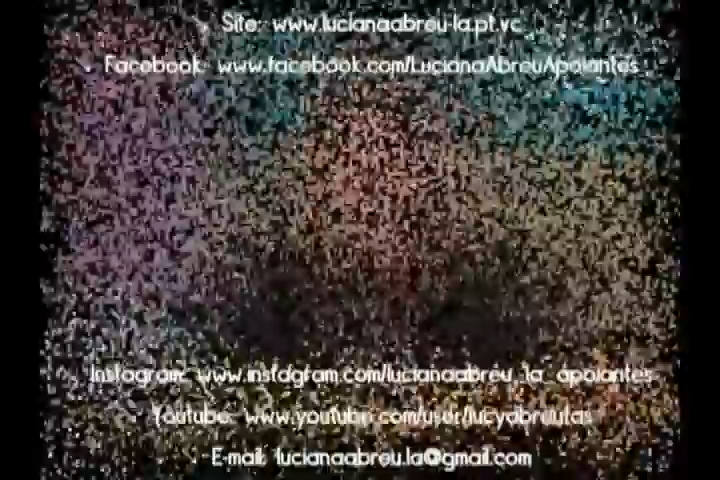 Site: www.lucianaabreu-la.pt.vc
Facebook: www.facebook.com/LucianaAbreuApoiantes
Instagram: www.instagram.com/lucianaabreu_la_apoiantes
Youtube: www.youtube.com/user/lucyabreufas
E-mail: lucianaabreu.la@gmail.com